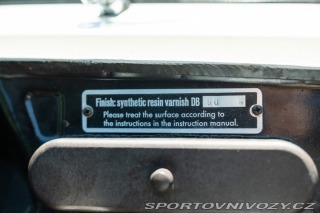 Finish: synthetic resin varnish DB
Please treat the surface according to
the instructions in the instruction manual.
SPORTOVNIVOZY.CZ